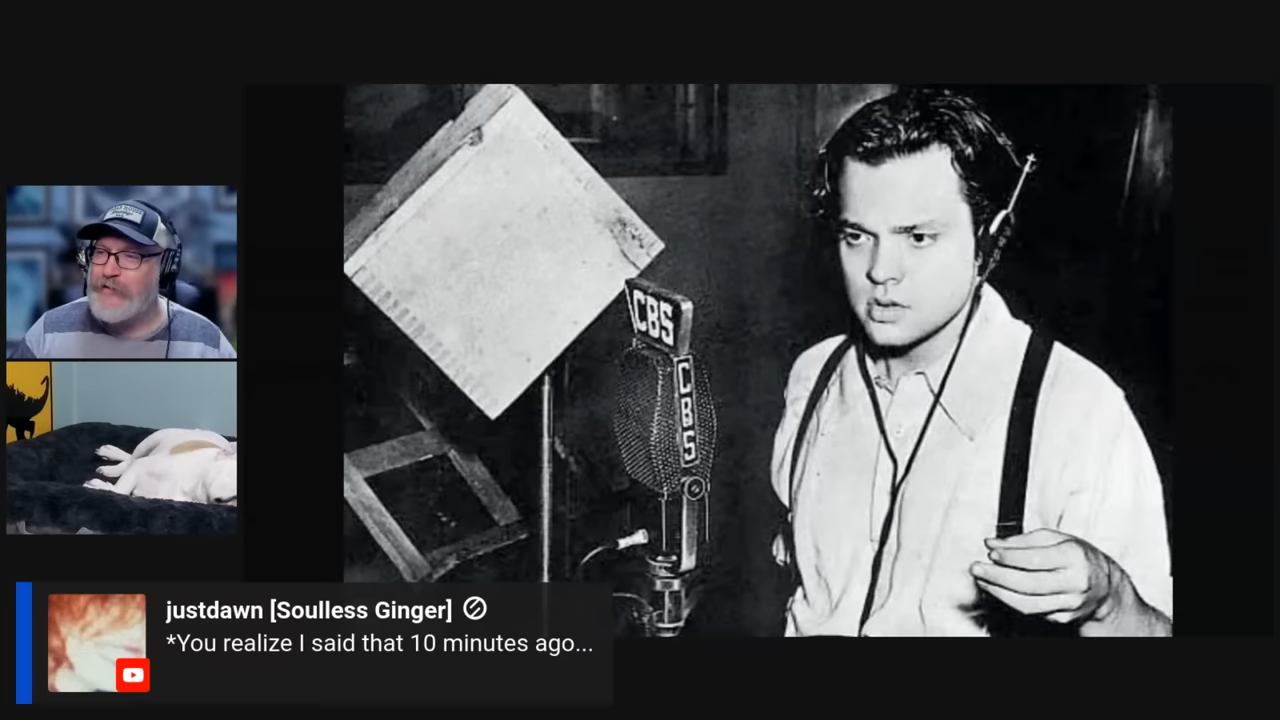 CBS
CBS
justdawn [Soulless Ginger]
*You realize I said that 10 minutes ago...